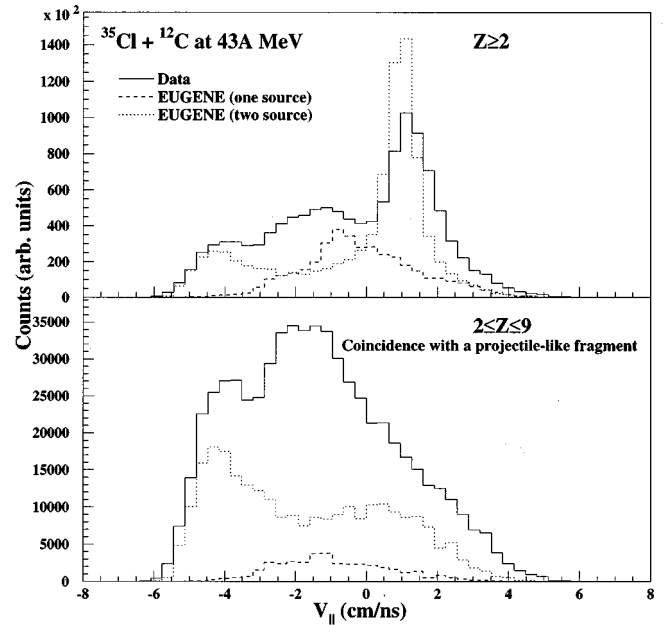 x 10²
³⁵Cl + ¹²C at 43A MeV
Z≥2
Data
EUGENE (one source)
EUGENE (two source)
1400
1200
1000
800
600
400
200
0
Counts (arb. units)
2≤Z≤9
Coincidence with a projectile-like fragment
35000
30000
25000
20000
15000
10000
5000
0
-8 -6 -4 -2 0 2 4 6 8
V|| (cm/ns)